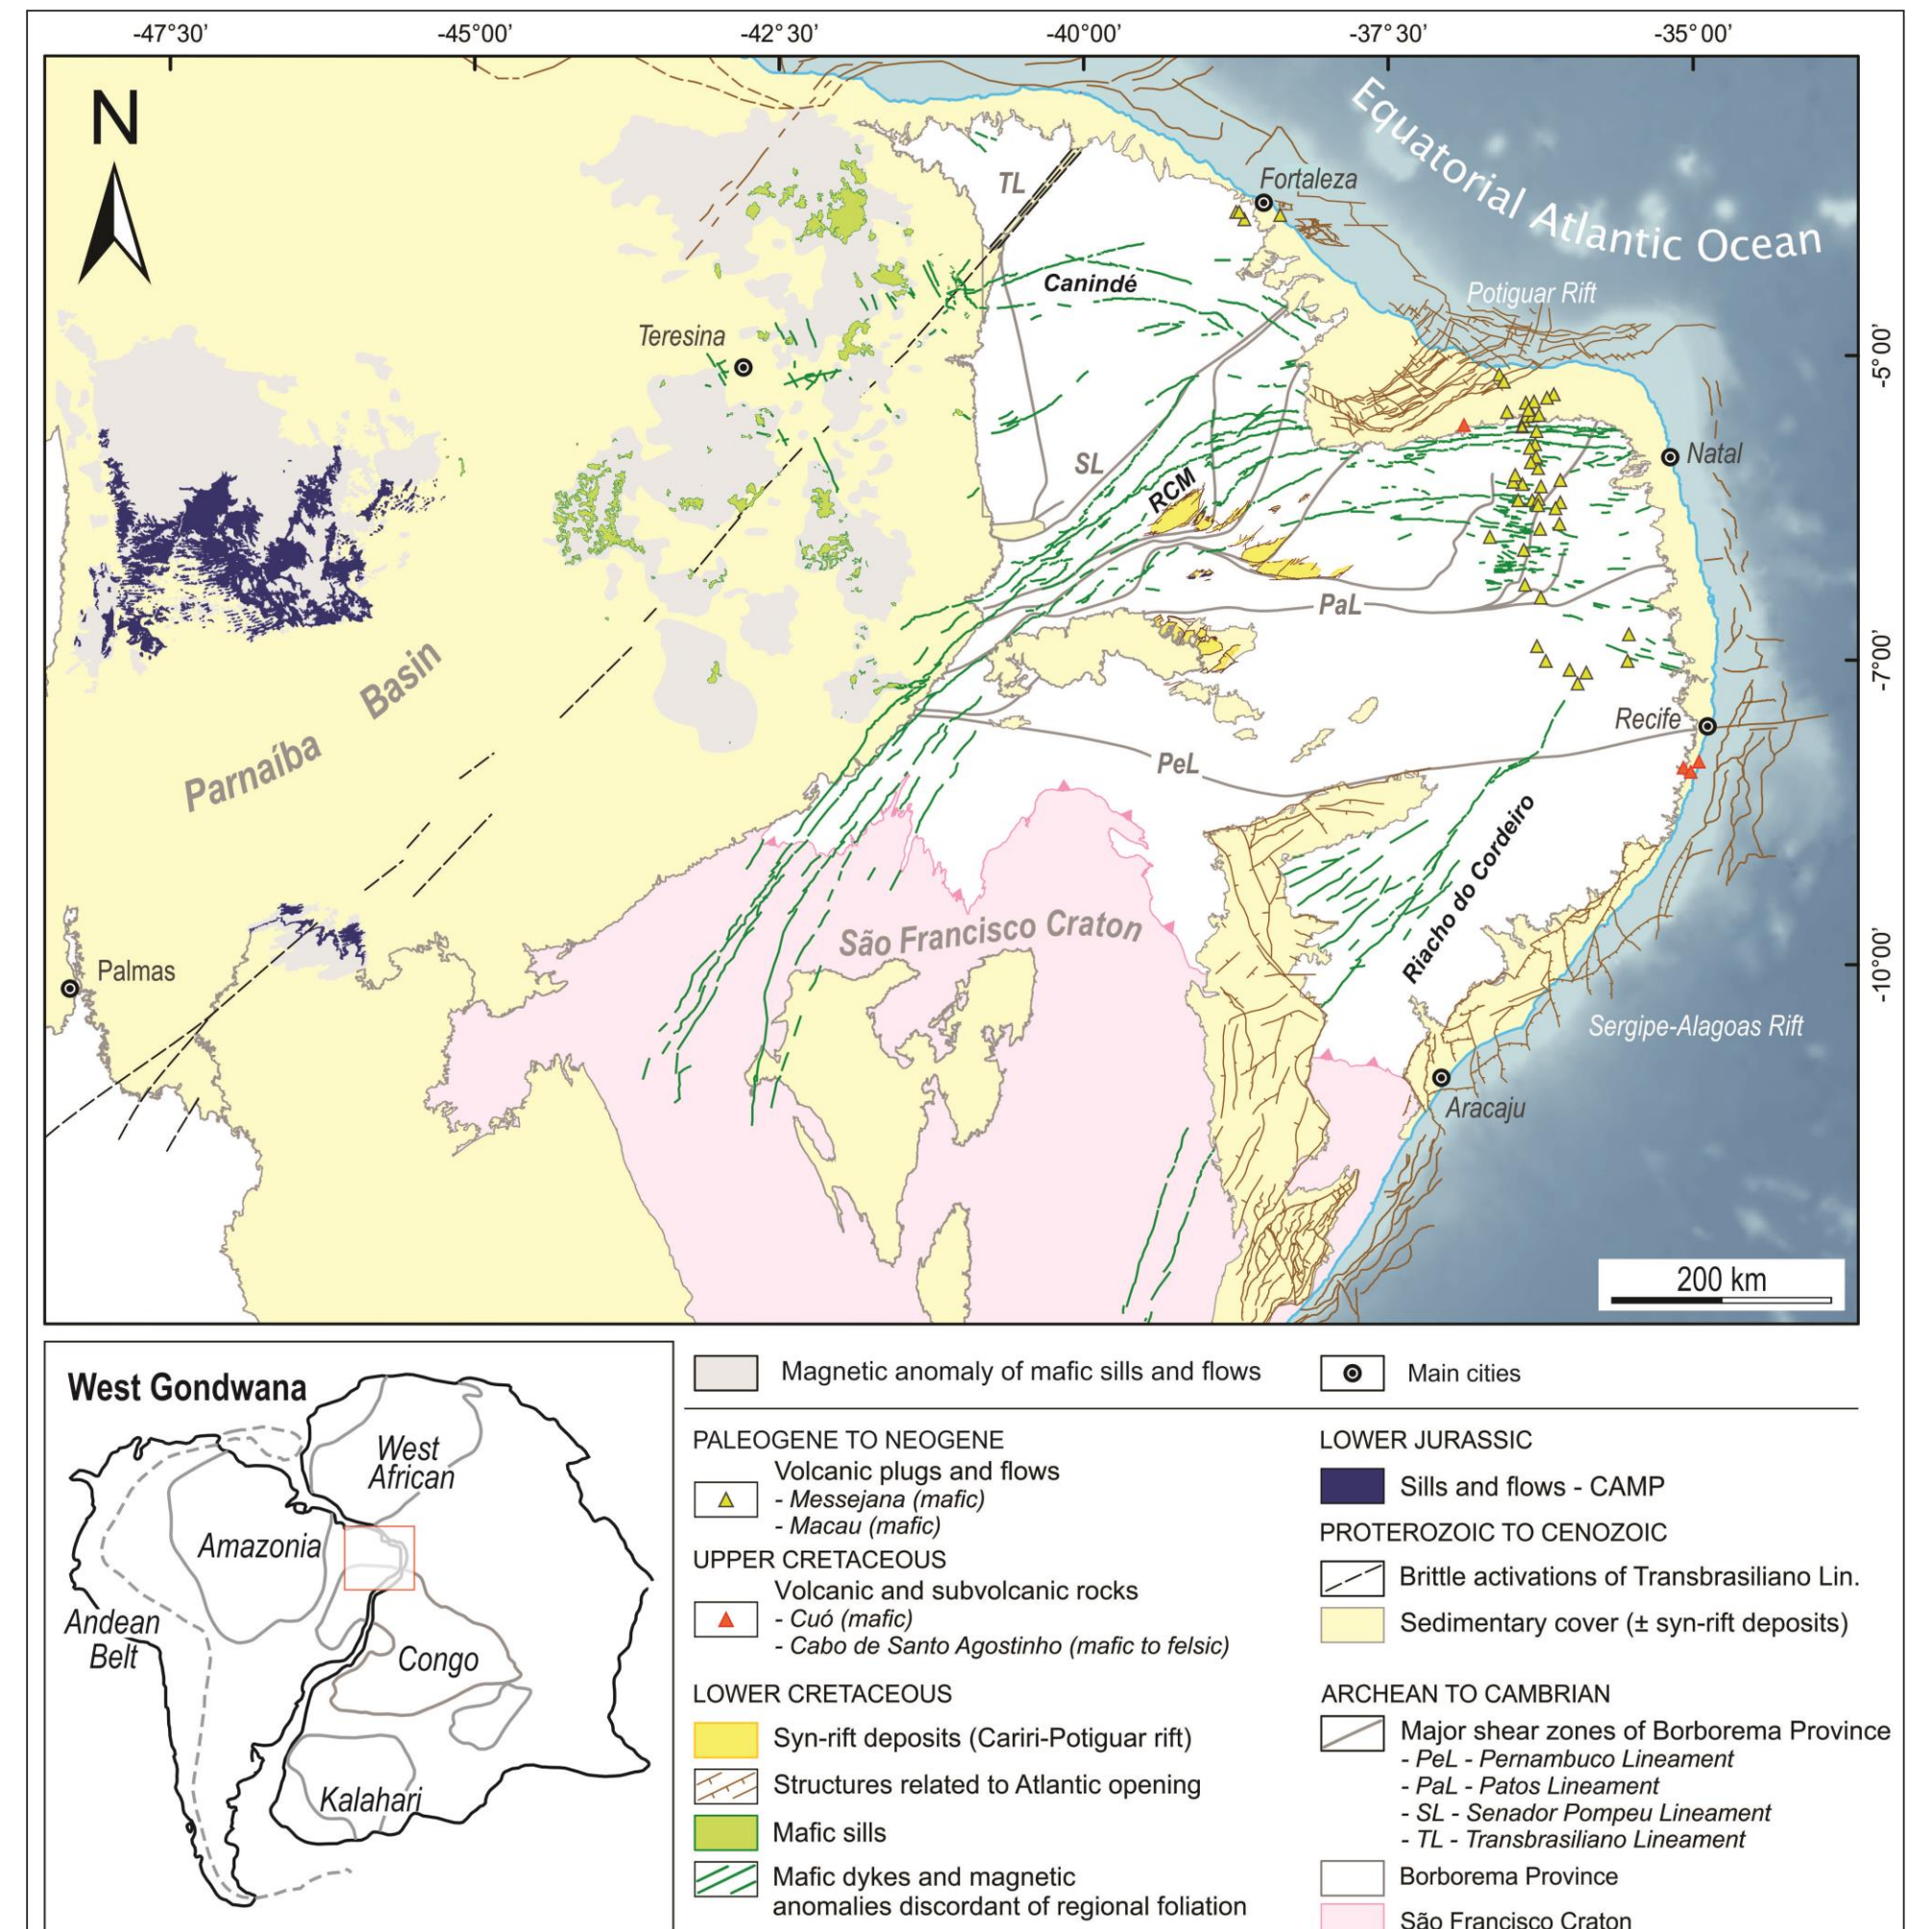 -47°30' -45°00' -42°30' -40°00' -37°30' -35°00'
N
Equatorial Atlantic Ocean
TL
Fortaleza
Canindé
Potiguar Rift
Teresina
-5°00'
SL
RCM
Natal
PaL
Parnaíba Basin
-7°00'
Recife
PeL
Riacho do Cordeiro
São Francisco Craton
Palmas
-10°00'
Sergipe-Alagoas Rift
Aracaju
200 km
West Gondwana
West
African
Amazonia
Andean
Belt
Congo
Kalahari
Magnetic anomaly of mafic sills and flows
Main cities
PALEOGENE TO NEOGENE
Volcanic plugs and flows
- Messejana (mafic)
- Macau (mafic)
UPPER CRETACEOUS
Volcanic and subvolcanic rocks
- Cuó (mafic)
- Cabo de Santo Agostinho (mafic to felsic)
LOWER CRETACEOUS
Syn-rift deposits (Cariri-Potiguar rift)
Structures related to Atlantic opening
Mafic sills
Mafic dykes and magnetic
anomalies discordant of regional foliation
LOWER JURASSIC
Sills and flows - CAMP
PROTEROZOIC TO CENOZOIC
Brittle activations of Transbrasiliano Lin.
Sedimentary cover (± syn-rift deposits)
ARCHEAN TO CAMBRIAN
Major shear zones of Borborema Province
- PeL - Pernambuco Lineament
- PaL - Patos Lineament
- SL - Senador Pompeu Lineament
- TL - Transbrasiliano Lineament
Borborema Province
São Francisco Craton